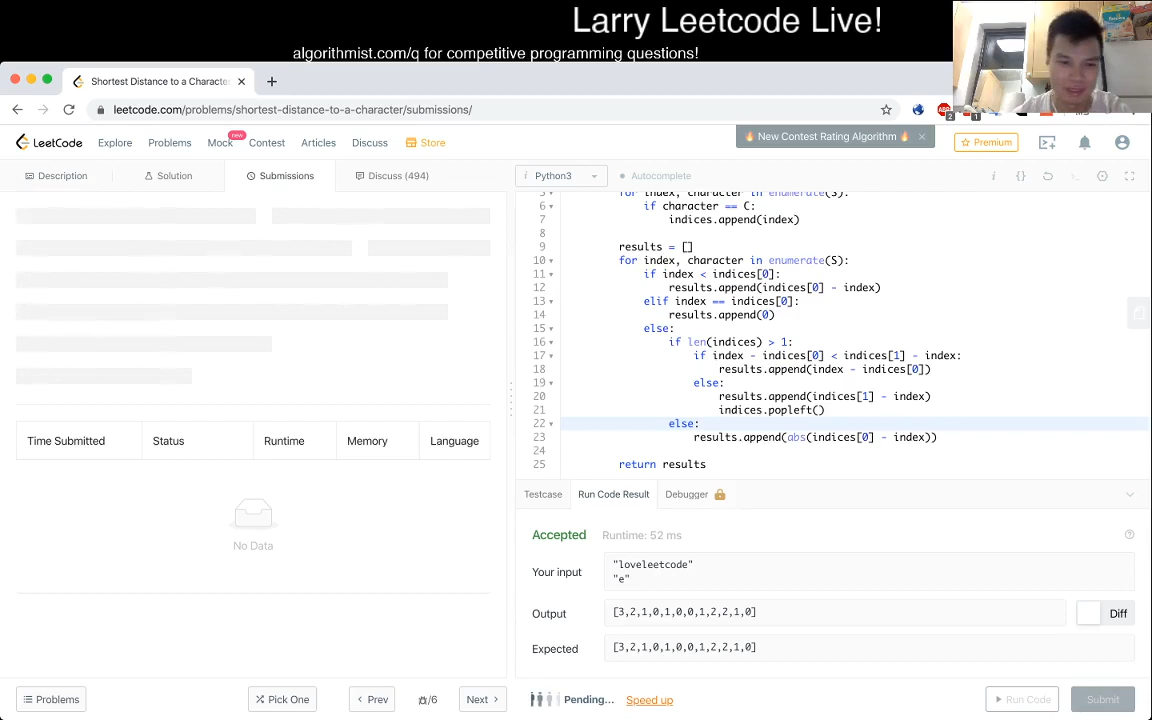 Larry Leetcode Live!
algorithmist.com/q for competitive programming questions!
Shortest Distance to a Characte
leetcode.com/problems/shortest-distance-to-a-character/submissions/
LeetCode Explore Problems Mock new Contest Articles Discuss Store
New Contest Rating Algorithm
Premium
Description Solution Submissions Discuss (494)
i Python3 Autocomplete
5 for index, character in enumerate(S):
6 if character == C:
7 indices.append(index)
8
9 results = []
10 for index, character in enumerate(S):
11 if index < indices[0]:
12 results.append(indices[0] - index)
13 elif index == indices[0]:
14 results.append(0)
15 else:
16 if len(indices) > 1:
17 if index - indices[0] < indices[1] - index:
18 results.append(index - indices[0])
19 else:
20 results.append(indices[1] - index)
21 indices.popleft()
22 else:
23 results.append(abs(indices[0] - index))
24
25 return results
Time Submitted Status Runtime Memory Language
No Data
Testcase Run Code Result Debugger
Accepted Runtime: 52 ms
Your input
"loveleetcode"
"e"
Output [3,2,1,0,1,0,0,1,2,2,1,0] Diff
Expected [3,2,1,0,1,0,0,1,2,2,1,0]
Problems Pick One Prev /6 Next Pending... Speed up Run Code Submit